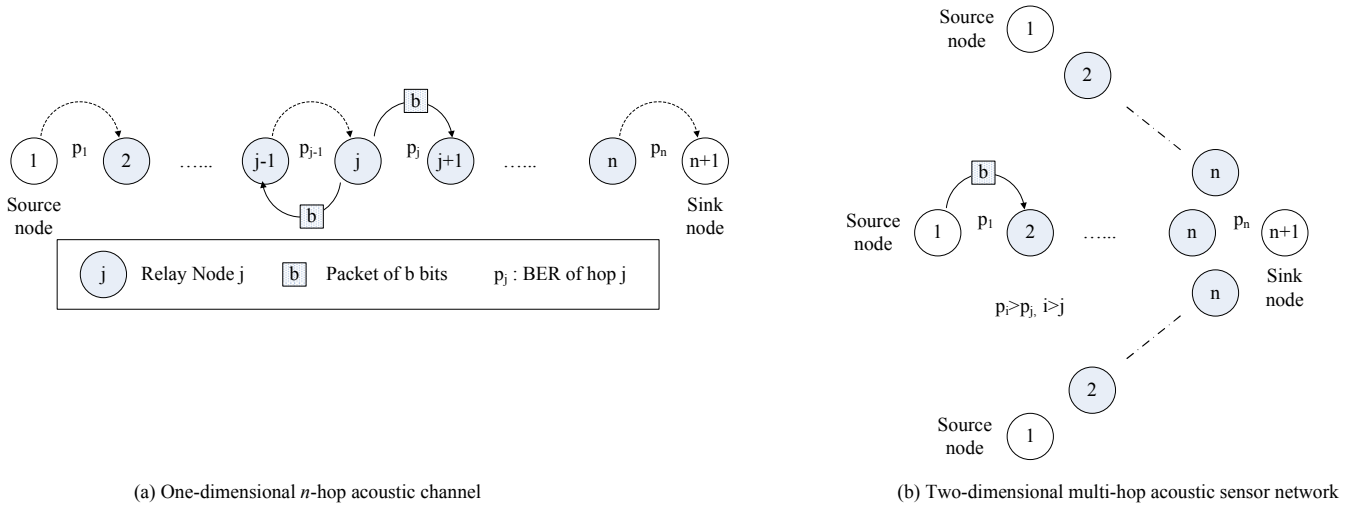 1
p1
2
…...
j-1
pj-1
j
b
b
pj
j+1
…...
n
pn
n+1
Source
node
Sink
node
j
Relay Node j
b
Packet of b bits
pj : BER of hop j
(a) One-dimensional n-hop acoustic channel
Source
node
1
2
n
b
Source
node
1
p1
2
…...
n
pn
n+1
Sink
node
n
pi>pj, i>j
2
Source
node
1
(b) Two-dimensional multi-hop acoustic sensor network